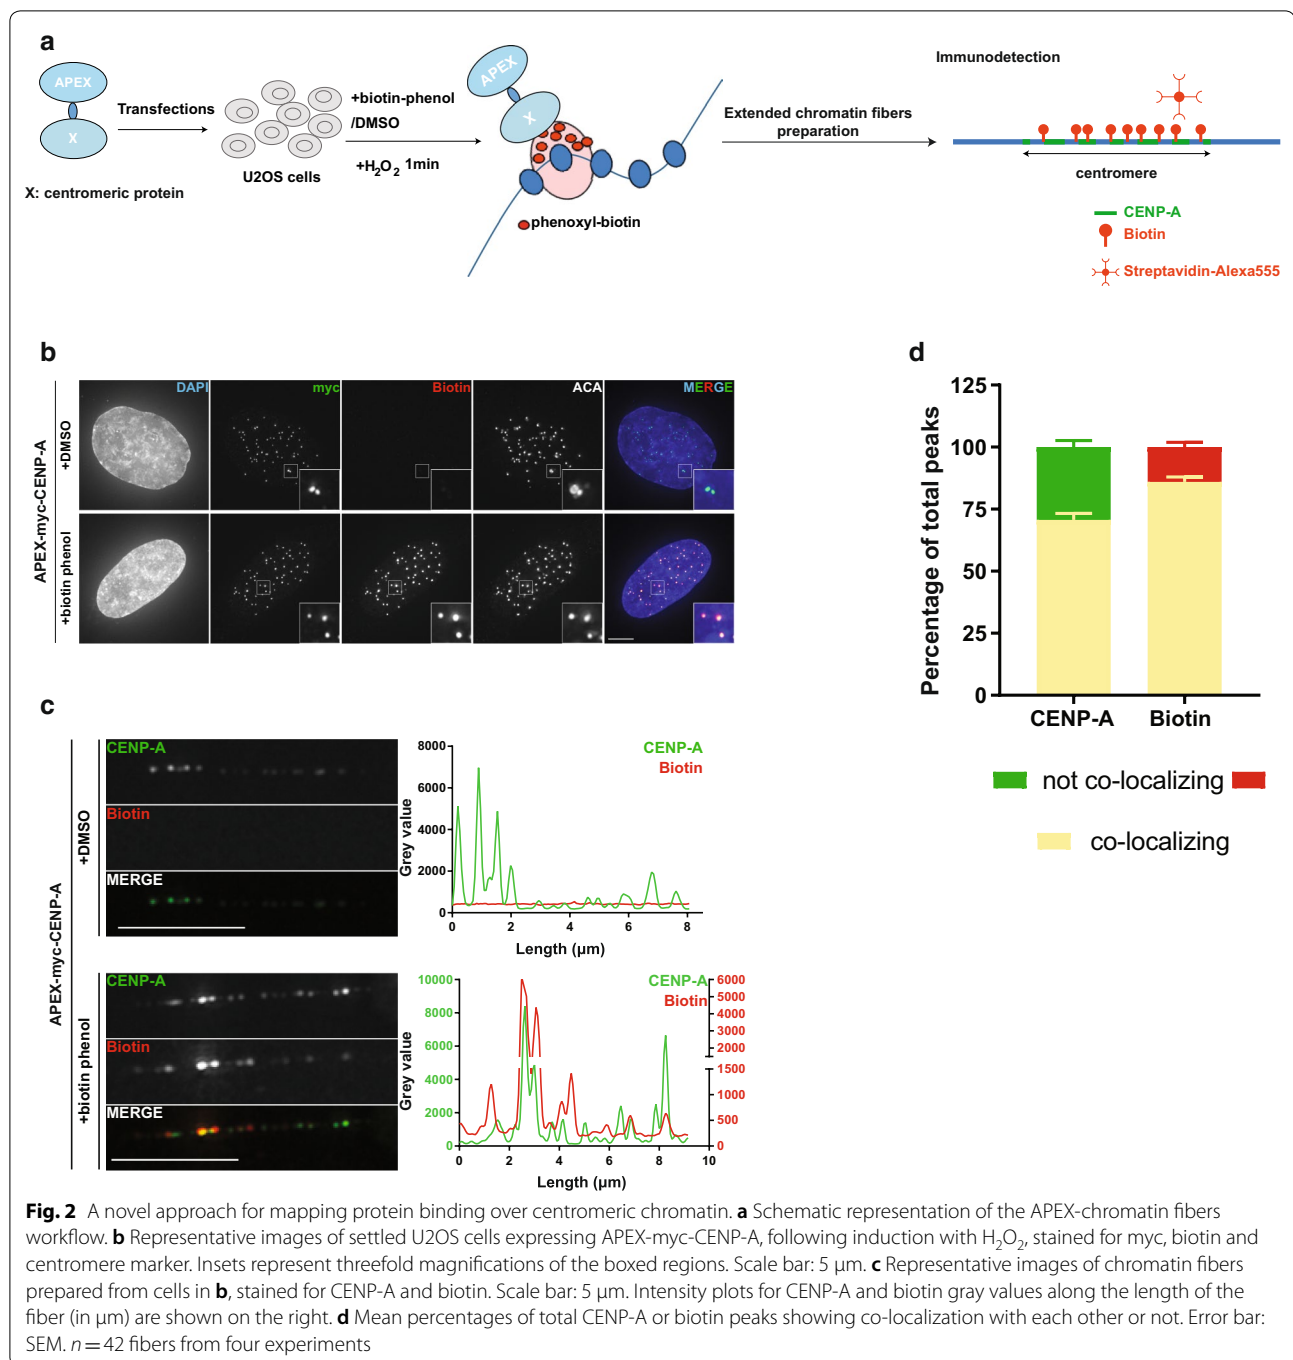 a
APEX
X
X: centromeric protein
Transfections
U2OS cells
+biotin-phenol
/DMSO
+H₂O₂ 1min
APEX
X
phenoxyl-biotin
Extended chromatin fibers
preparation
Immunodetection
centromere
CENP-A
Biotin
Streptavidin-Alexa555
b
APEX-myc-CENP-A
+DMSO
+biotin phenol
DAPI
myc
Biotin
ACA
MERGE
c
APEX-myc-CENP-A
+DMSO
CENP-A
Biotin
MERGE
Grey value
8000
6000
4000
2000
0
0 2 4 6 8
Length (µm)
CENP-A
Biotin
+biotin phenol
CENP-A
Biotin
MERGE
Grey value
10000
8000
6000
4000
2000
0
0 2 4 6 8 10
Length (µm)
CENP-A
Biotin
6000
5000
4000
3000
2000
1500
1000
500
0
d
Percentage of total peaks
125
100
75
50
25
0
CENP-A Biotin
not co-localizing
co-localizing
Fig. 2 A novel approach for mapping protein binding over centromeric chromatin. a Schematic representation of the APEX-chromatin fibers
workflow. b Representative images of settled U2OS cells expressing APEX-myc-CENP-A, following induction with H₂O₂, stained for myc, biotin and
centromere marker. Insets represent threefold magnifications of the boxed regions. Scale bar: 5 µm. c Representative images of chromatin fibers
prepared from cells in b, stained for CENP-A and biotin. Scale bar: 5 µm. Intensity plots for CENP-A and biotin gray values along the length of the
fiber (in µm) are shown on the right. d Mean percentages of total CENP-A or biotin peaks showing co-localization with each other or not. Error bar:
SEM. n = 42 fibers from four experiments